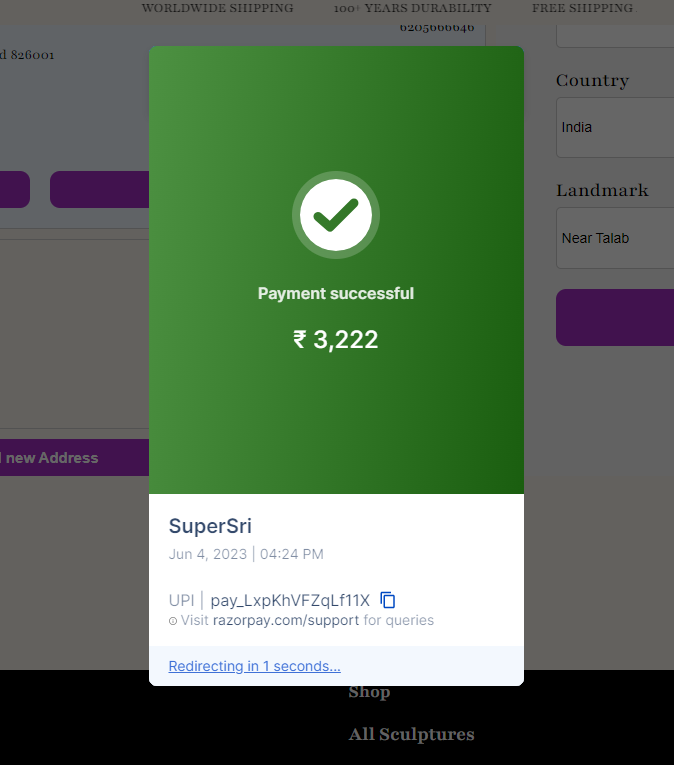 WORLDWIDE SHIPPING
100+ YEARS DURABILITY
FREE SHIPPING
6205666646
d 826001
Country
India
Landmark
Near Talab
Payment successful
₹ 3,222
new Address
SuperSri
Jun 4, 2023 | 04:24 PM
UPI | pay_LxpKhVFZqLf11X
Visit razorpay.com/support for queries
Redirecting in 1 seconds...
Shop
All Sculptures